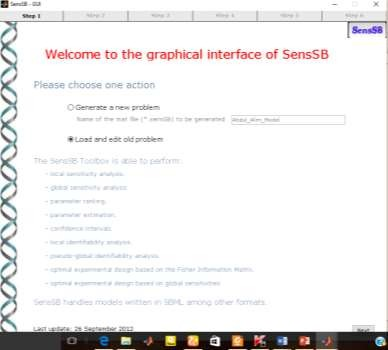 SensSB - GUI
Step 1 Step 2 Step 3 Step 4 Step 5 Step 6
SensSB
Welcome to the graphical interface of SensSB
Please choose one action
Generate a new problem
Name of the mat file (*.senssb) to be generated Abdul_Alim_Model
Load and edit old problem
The SensSB Toolbox is able to perform:
- local sensitivity analysis.
- global sensitivity analysis
- parameter ranking.
- parameter estimation.
- confidence intervals.
- local identifiability analysis.
- pseudo-global identifiability analysis.
- optimal experimental design based on the Fisher Information Matrix.
- optimal experimental design based on global sensitivities
SensSB handles models written in SBML among other formats.
Last update: 26 September 2012
Next